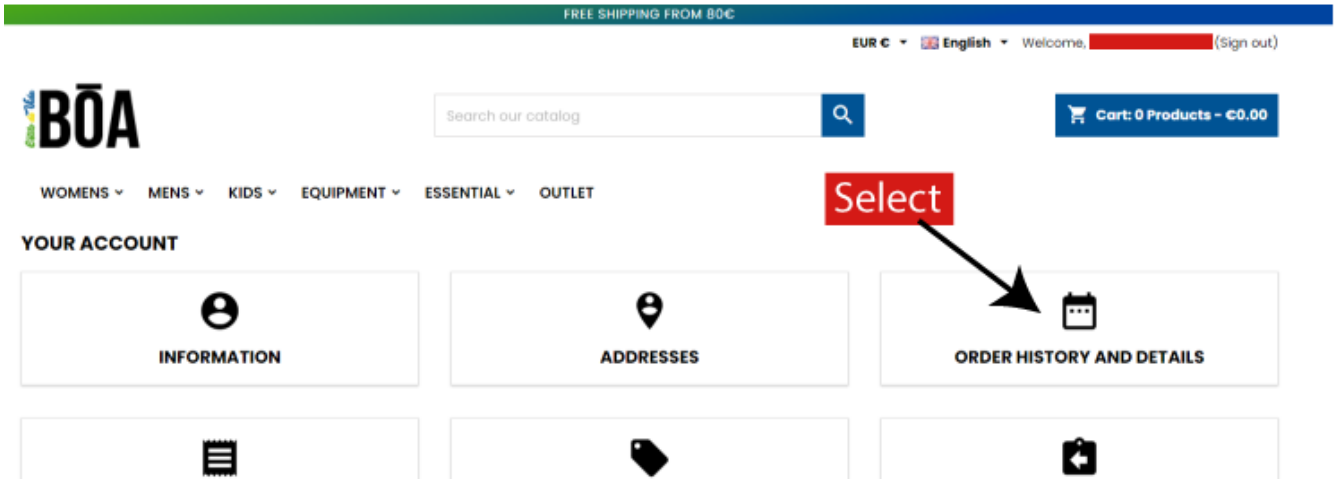 FREE SHIPPING FROM 80€
EUR € English Welcome, (Sign out)
BŌA
Search our catalog
Cart: 0 Products - €0.00
WOMENS MENS KIDS EQUIPMENT ESSENTIAL OUTLET
Select
YOUR ACCOUNT
INFORMATION
ADDRESSES
ORDER HISTORY AND DETAILS